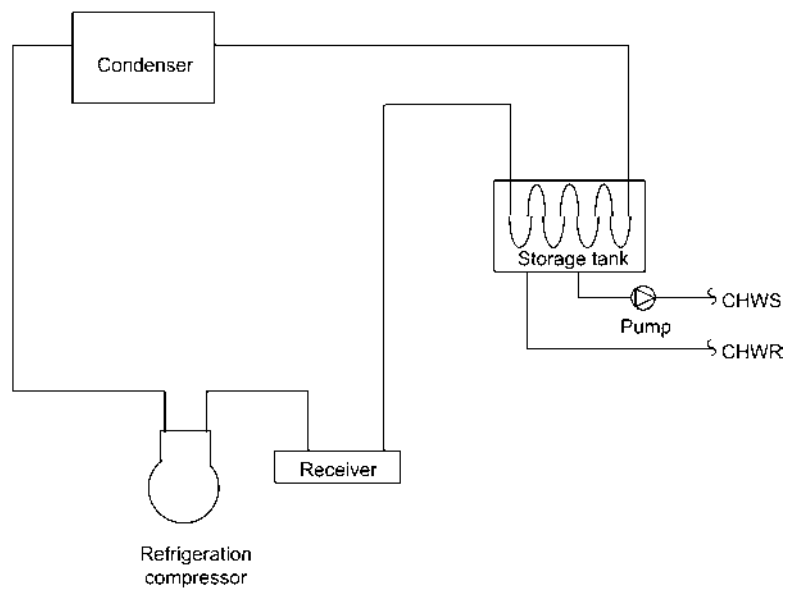 Condenser
Storage tank
CHWS
Pump
CHWR
Receiver
Refrigeration
compressor